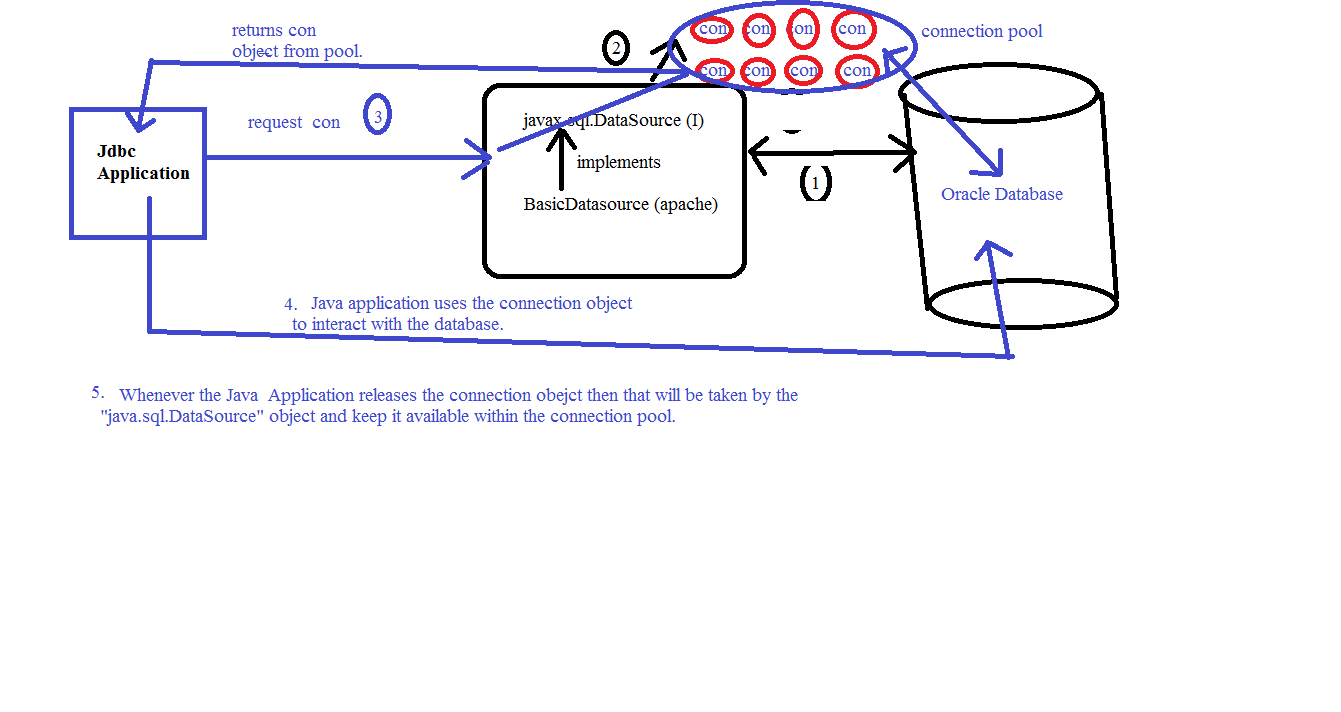 returns con
object from pool.
2
con con con con
con con con con
connection pool
request con 3
Jdbc
Application
javax.sql.DataSource (I)
implements
BasicDatasource (apache)
1
Oracle Database
4. Java application uses the connection object
to interact with the database.
5. Whenever the Java Application releases the connection obejct then that will be taken by the
"java.sql.DataSource" object and keep it available within the connection pool.